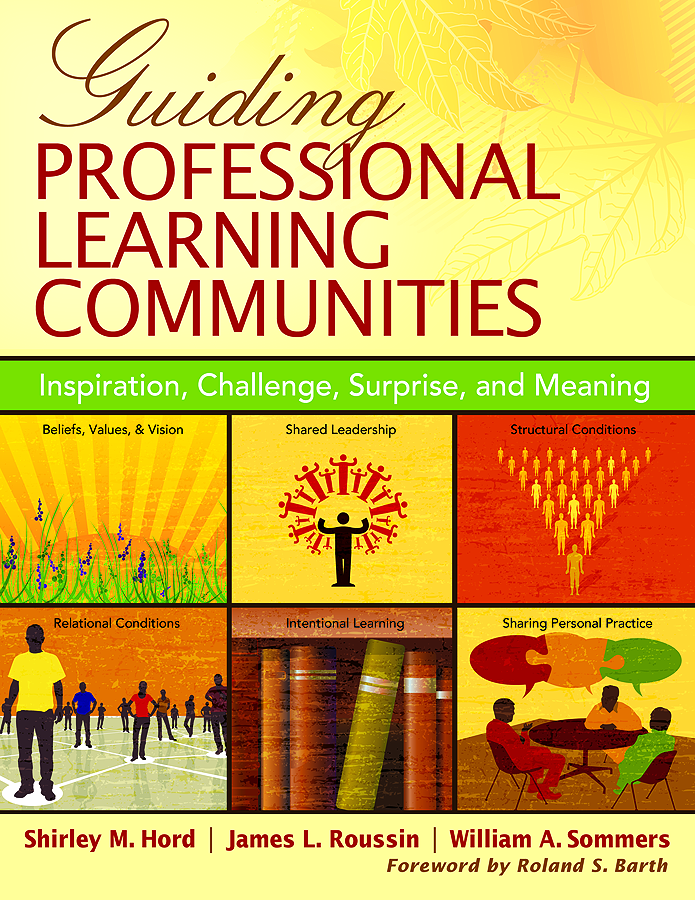 Guiding
PROFESSIONAL
LEARNING
COMMUNITIES
Inspiration, Challenge, Surprise, and Meaning
Beliefs, Values, & Vision
Shared Leadership
Structural Conditions
Relational Conditions
Intentional Learning
Sharing Personal Practice
Shirley M. Hord | James L. Roussin | William A. Sommers
Foreword by Roland S. Barth